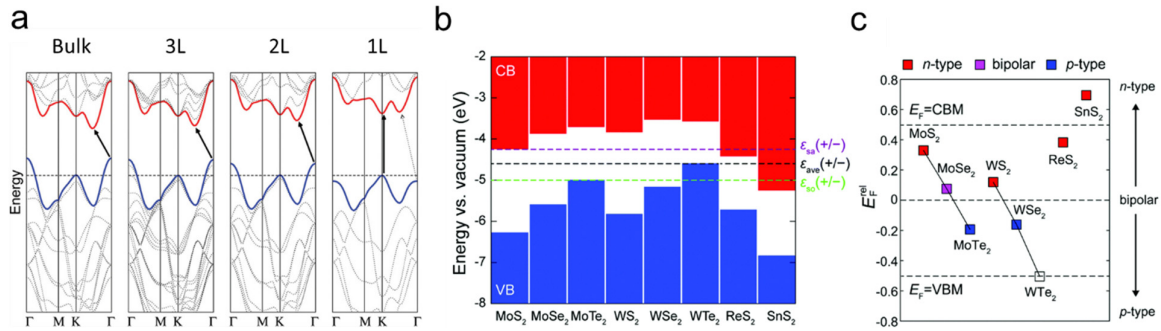 a
Bulk 3L 2L 1L
Energy
Γ M K Γ Γ M K Γ Γ M K Γ Γ M K Γ
b
Energy vs. vacuum (eV)
-2
-3
-4
-5
-6
-7
-8
CB
VB
εsa(+/−)
εave(+/−)
εso(+/−)
MoS2 MoSe2 MoTe2 WS2 WSe2 WTe2 ReS2 SnS2
c
n-type bipolar p-type
E_F^rel
0.8
0.6
0.4
0.2
0
-0.2
-0.4
-0.6
0.8
EF=CBM
SnS2
MoS2
ReS2
MoSe2
WS2
WSe2
MoTe2
EF=VBM
WTe2
n-type
bipolar
p-type